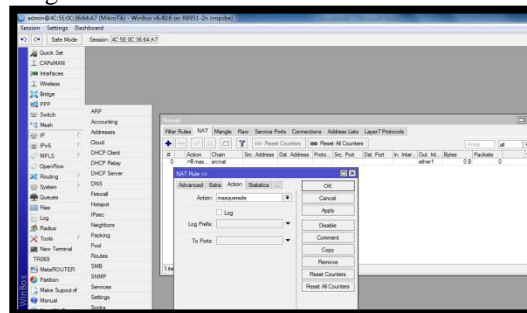 admin@4C:5E:0C:36:64:A7 (MikroTik) - WinBox v6.40.6 on RB951-2n (mipsbe)
Session Settings Dashboard
Safe Mode Session: 4C:5E:0C:36:64:A7
Quick Set
CAPsMAN
Interfaces
Wireless
Bridge
PPP
Switch
Mesh
IP
IPv6
MPLS
OpenFlow
Routing
System
Queues
Files
Log
Radius
Tools
New Terminal
TR069
MetaROUTER
Partition
Make Supout.rif
Manual
WinBox
ARP
Accounting
Addresses
Cloud
DHCP Client
DHCP Relay
DHCP Server
DNS
Firewall
Hotspot
IPsec
Neighbors
Packing
Pool
Routes
SMB
SNMP
Services
Settings
Socks
Firewall
Filter Rules NAT Mangle Raw Service Ports Connections Address Lists Layer7 Protocols
Reset Counters Reset All Counters Find all
# Action Chain Src. Address Dst. Address Proto... Src. Port Dst. Port In. Inter... Out. Int... Bytes Packets
0 mas... srcnat ether1 0 B 0
NAT Rule <>
Advanced Extra Action Statistics ...
Action: masquerade
Log
Log Prefix:
To Ports:
OK
Cancel
Apply
Disable
Comment
Copy
Remove
Reset Counters
Reset All Counters